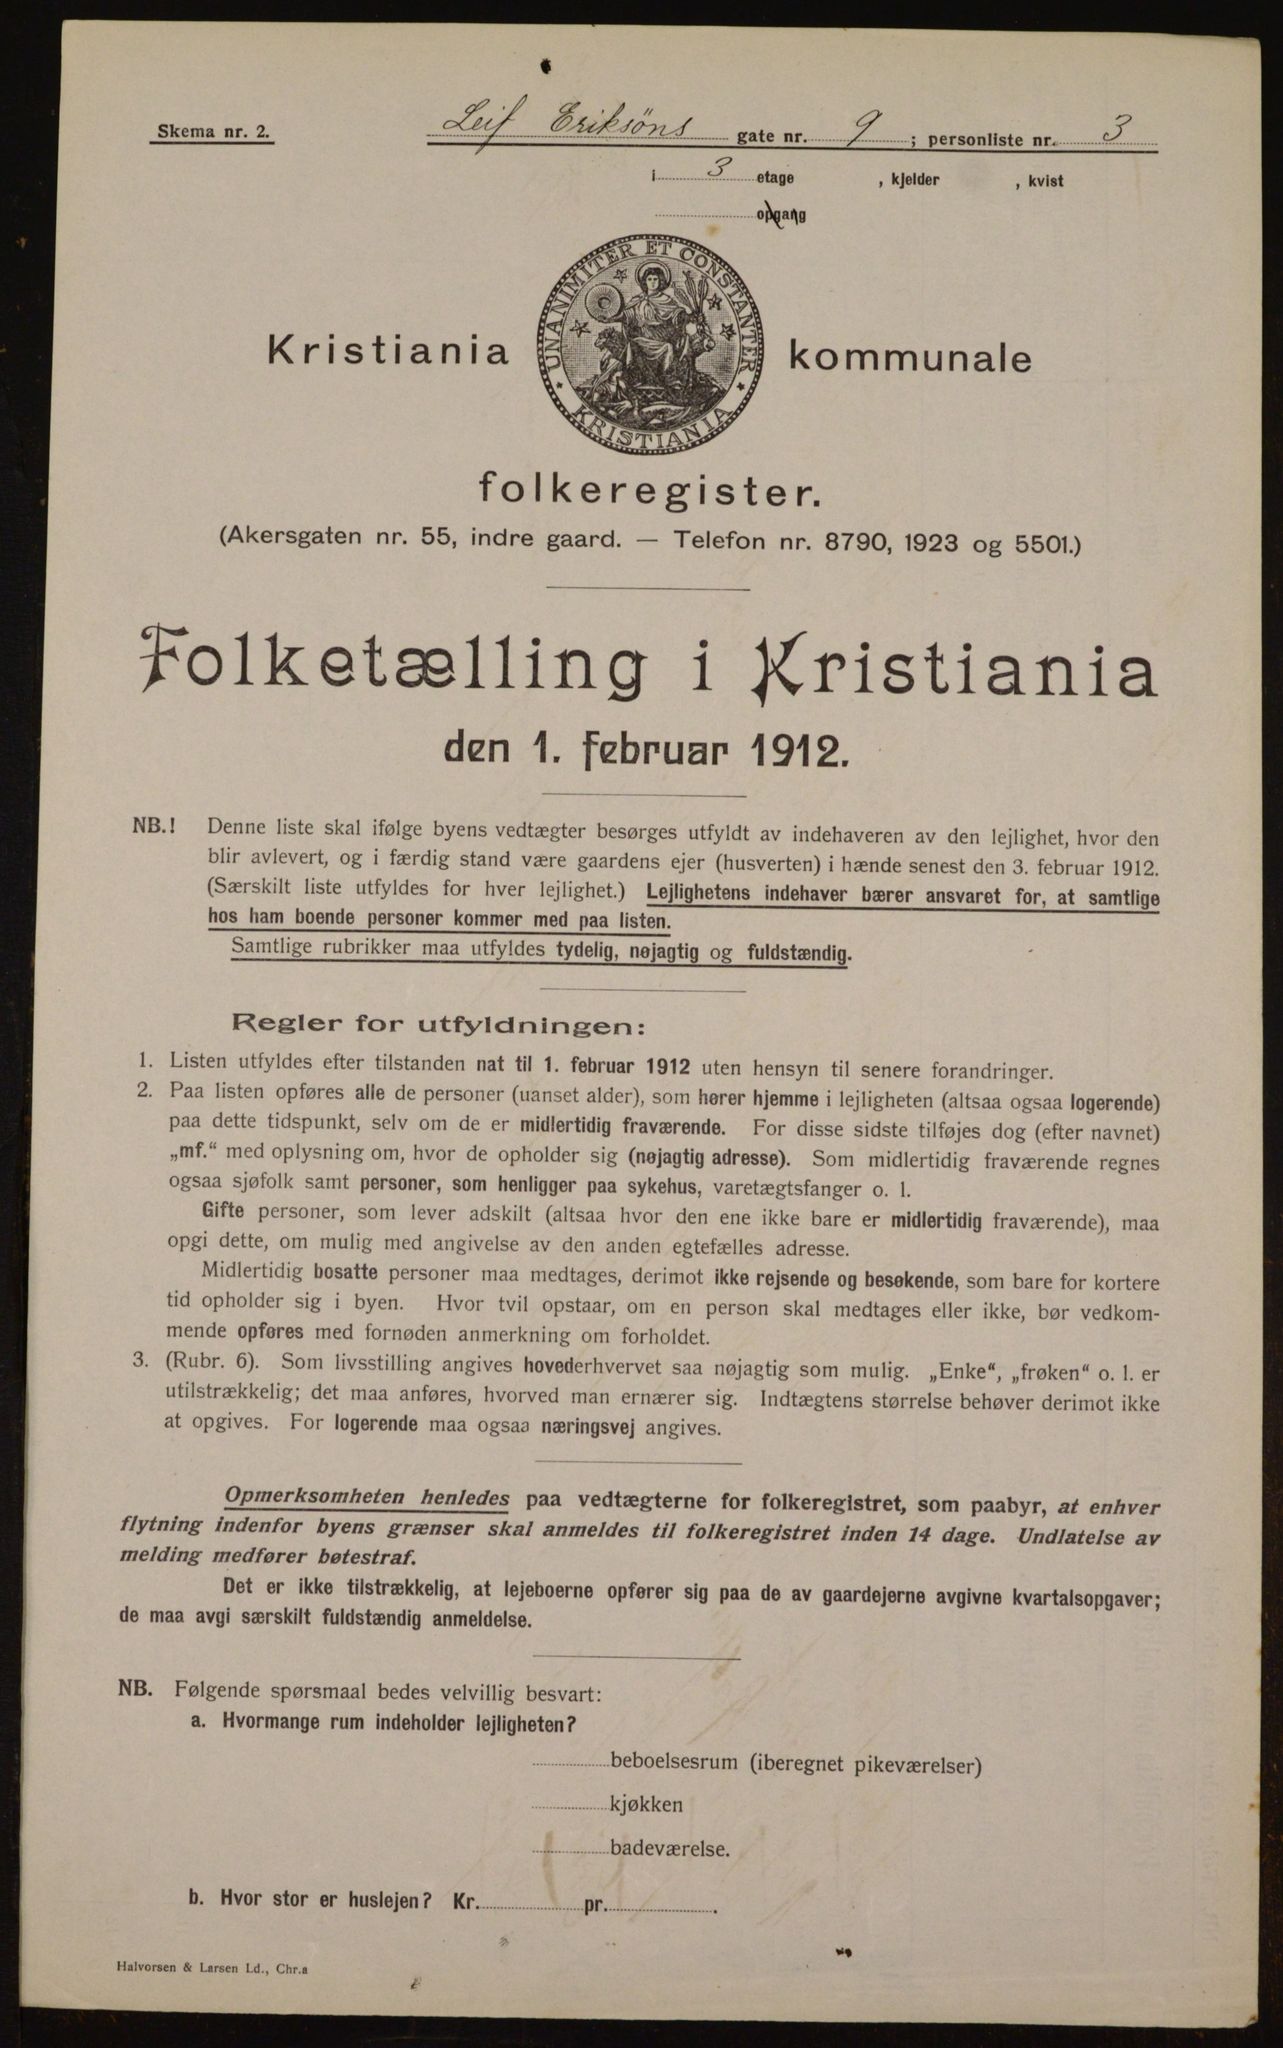 Skema nr. 2.
Leif Eriksöns gate nr. 9; personliste nr. 3
i 3 etage , kjelder , kvist
opgang
UNANIMITER ET CONSTANTER
KRISTIANIA
Kristiania kommunale
folkeregister.
(Akersgaten nr. 55, indre gaard. — Telefon nr. 8790, 1923 og 5501.)
Folketælling i Kristiania
den 1. februar 1912.
NB.! Denne liste skal ifølge byens vedtægter besørges utfyldt av indehaveren av den lejlighet, hvor den
blir avlevert, og i færdig stand være gaardens ejer (husverten) i hænde senest den 3. februar 1912.
(Særskilt liste utfyldes for hver lejlighet.) Lejlighetens indehaver bærer ansvaret for, at samtlige
hos ham boende personer kommer med paa listen.
Samtlige rubrikker maa utfyldes tydelig, nøjagtig og fuldstændig.
Regler for utfyldningen:
1. Listen utfyldes efter tilstanden nat til 1. februar 1912 uten hensyn til senere forandringer.
2. Paa listen opføres alle de personer (uanset alder), som hører hjemme i lejligheten (altsaa ogsaa logerende)
paa dette tidspunkt, selv om de er midlertidig fraværende. For disse sidste tilføjes dog (efter navnet)
„mf.“ med oplysning om, hvor de opholder sig (nøjagtig adresse). Som midlertidig fraværende regnes
ogsaa sjøfolk samt personer, som henligger paa sykehus, varetægtsfanger o. l.
Gifte personer, som lever adskilt (altsaa hvor den ene ikke bare er midlertidig fraværende), maa
opgi dette, om mulig med angivelse av den anden egtefælles adresse.
Midlertidig bosatte personer maa medtages, derimot ikke rejsende og besøkende, som bare for kortere
tid opholder sig i byen. Hvor tvil opstaar, om en person skal medtages eller ikke, bør vedkom-
mende opføres med fornøden anmerkning om forholdet.
3. (Rubr. 6). Som livsstilling angives hovederhvervet saa nøjagtig som mulig. „Enke“, „frøken“ o. l. er
utilstrækkelig; det maa anføres, hvorved man ernærer sig. Indtægtens størrelse behøver derimot ikke
at opgives. For logerende maa ogsaa næringsvej angives.
Opmerksomheten henledes paa vedtægterne for folkeregistret, som paabyr, at enhver
flytning indenfor byens grænser skal anmeldes til folkeregistret inden 14 dage. Undlatelse av
melding medfører bøtestraf.
Det er ikke tilstrækkelig, at lejeboerne opfører sig paa de av gaardejerne avgivne kvartalsopgaver;
de maa avgi særskilt fuldstændig anmeldelse.
NB. Følgende spørsmaal bedes velvillig besvart:
a. Hvormange rum indeholder lejligheten?
beboelsesrum (iberegnet pikeværelser)
kjøkken
badeværelse.
b. Hvor stor er huslejen? Kr. pr. .
Halvorsen & Larsen Ld., Chr.a